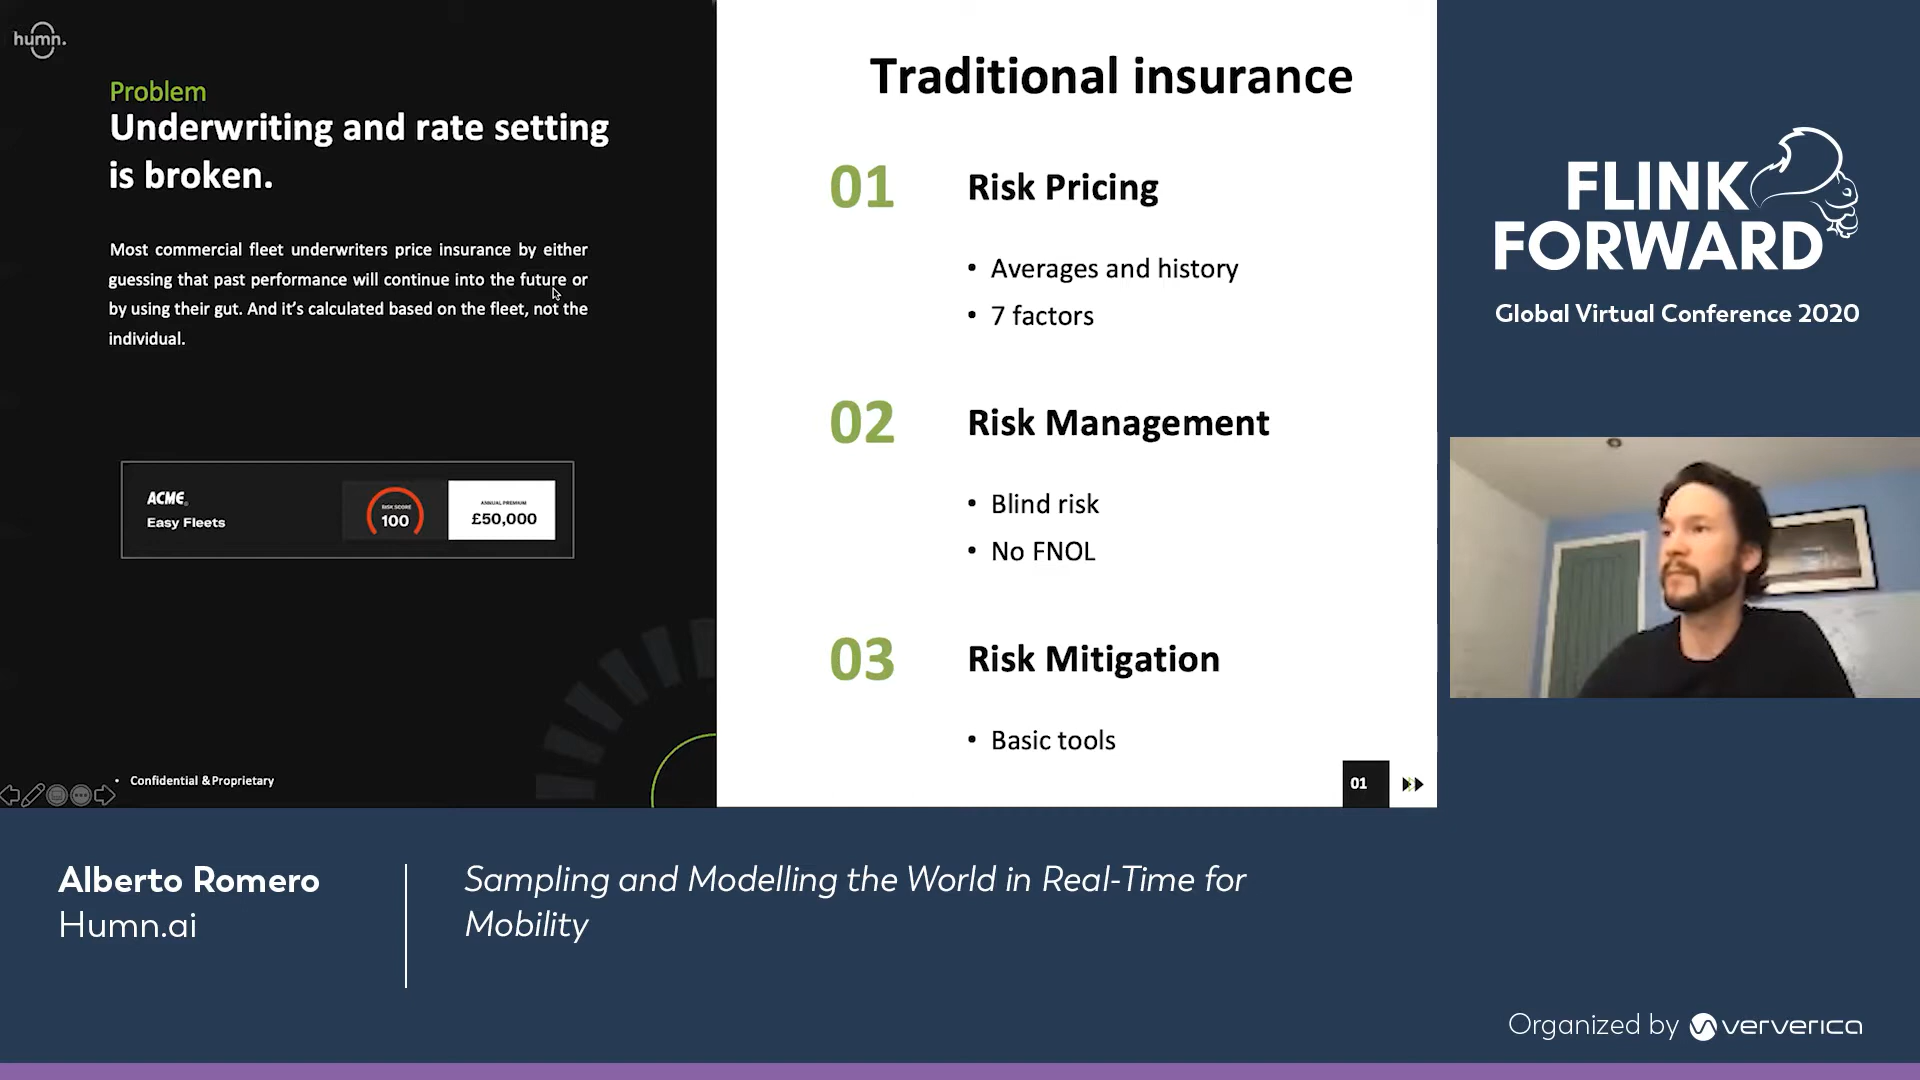 humn.
Problem
Underwriting and rate setting
is broken.
Most commercial fleet underwriters price insurance by either
guessing that past performance will continue into the future or
by using their gut. And it's calculated based on the fleet, not the
individual.
ACME
Easy Fleets
RISK SCORE
100
ANNUAL PREMIUM
£50,000
• Confidential & Proprietary
Traditional insurance
01 Risk Pricing
• Averages and history
• 7 factors
02 Risk Management
• Blind risk
• No FNOL
03 Risk Mitigation
• Basic tools
01
FLINK
FORWARD
Global Virtual Conference 2020
Alberto Romero
Humn.ai
Sampling and Modelling the World in Real-Time for
Mobility
Organized by ververica